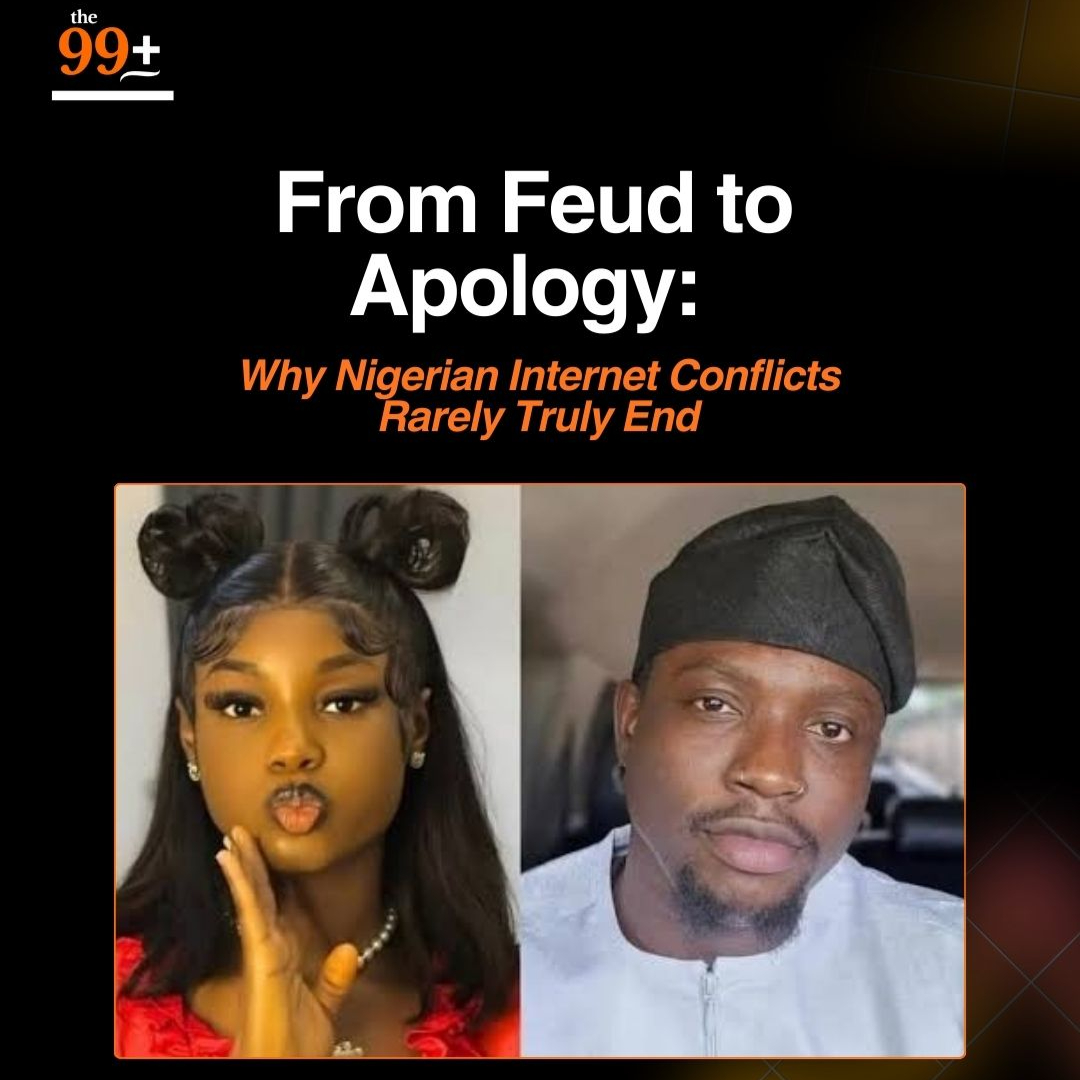 the
99+
From Feud to
Apology:
Why Nigerian Internet Conflicts
Rarely Truly End